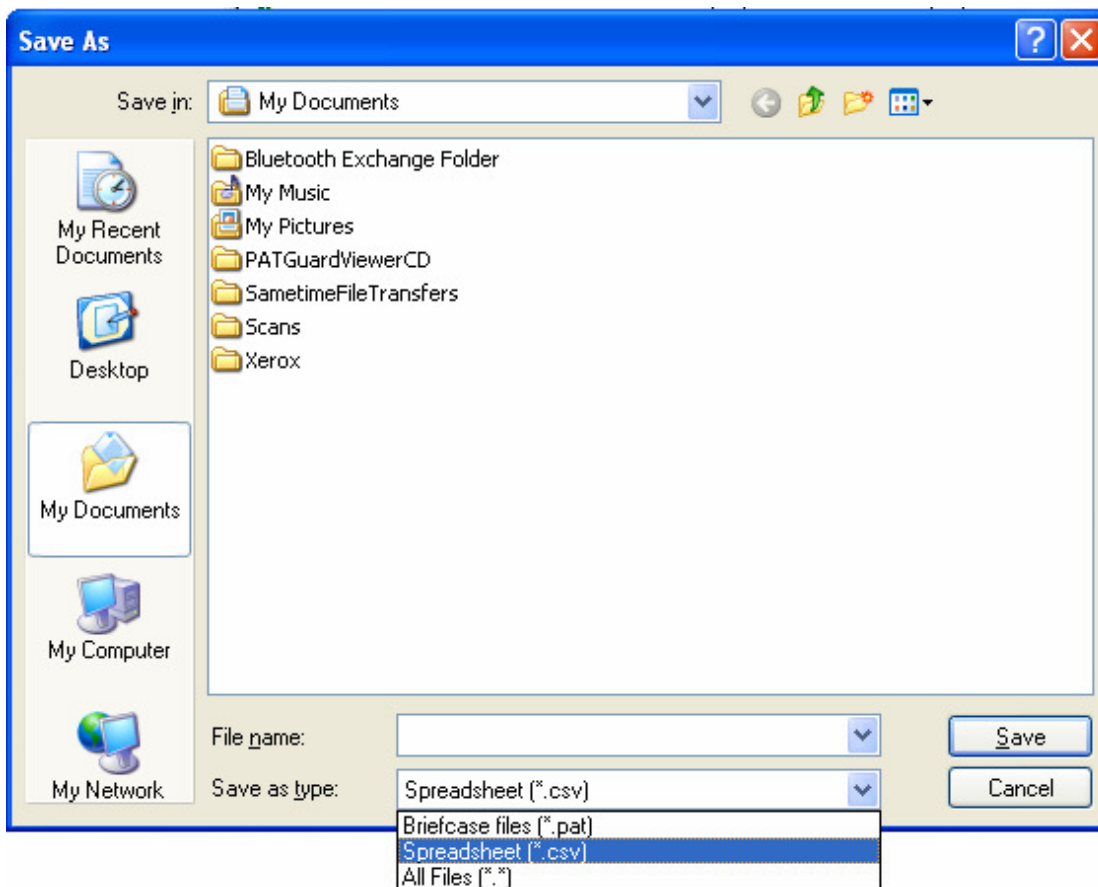 Save As
Save in:
My Documents
Bluetooth Exchange Folder
My Music
My Pictures
PATGuardViewerCD
SametimeFileTransfers
Scans
Xerox
My Recent
Documents
Desktop
My Documents
My Computer
My Network
File name:
Save
Save as type:
Spreadsheet (*.csv)
Cancel
Briefcase files (*.pat)
Spreadsheet (*.csv)
All Files (*.*)